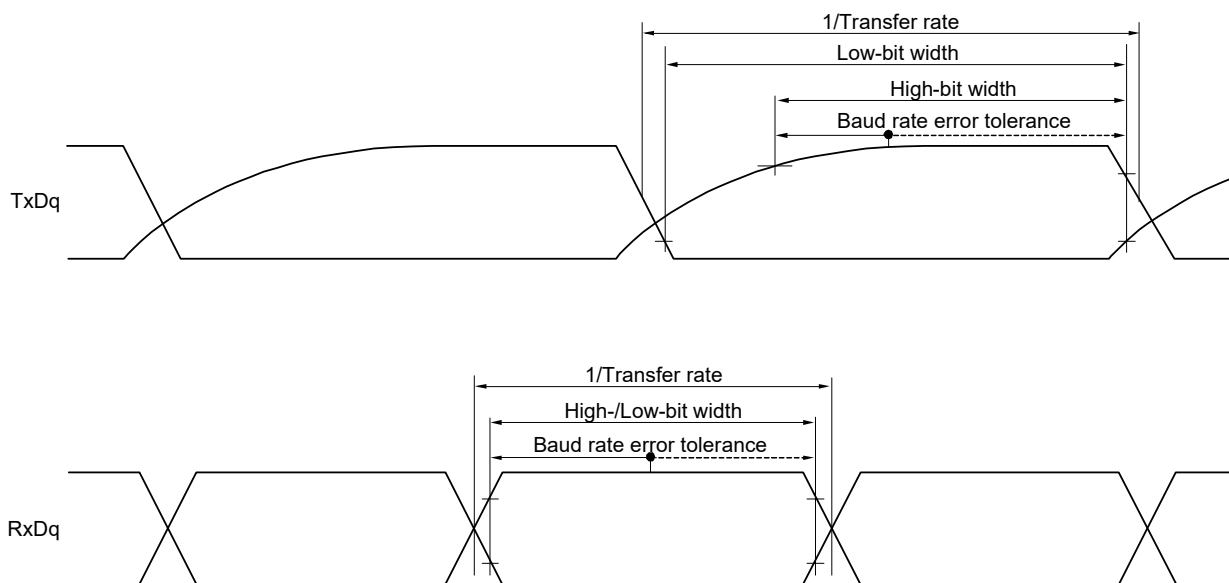 1/Transfer rate
Low-bit width
High-bit width
Baud rate error tolerance
TxDq
1/Transfer rate
High-/Low-bit width
Baud rate error tolerance
RxDq